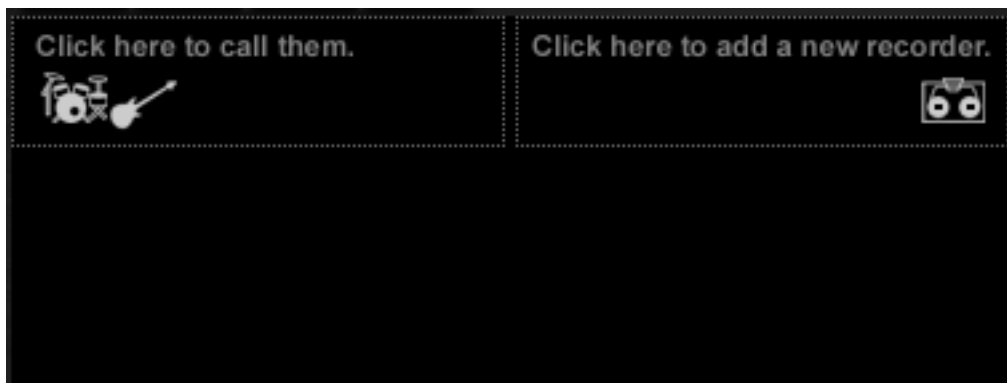 Click here to call them.
Click here to add a new recorder.